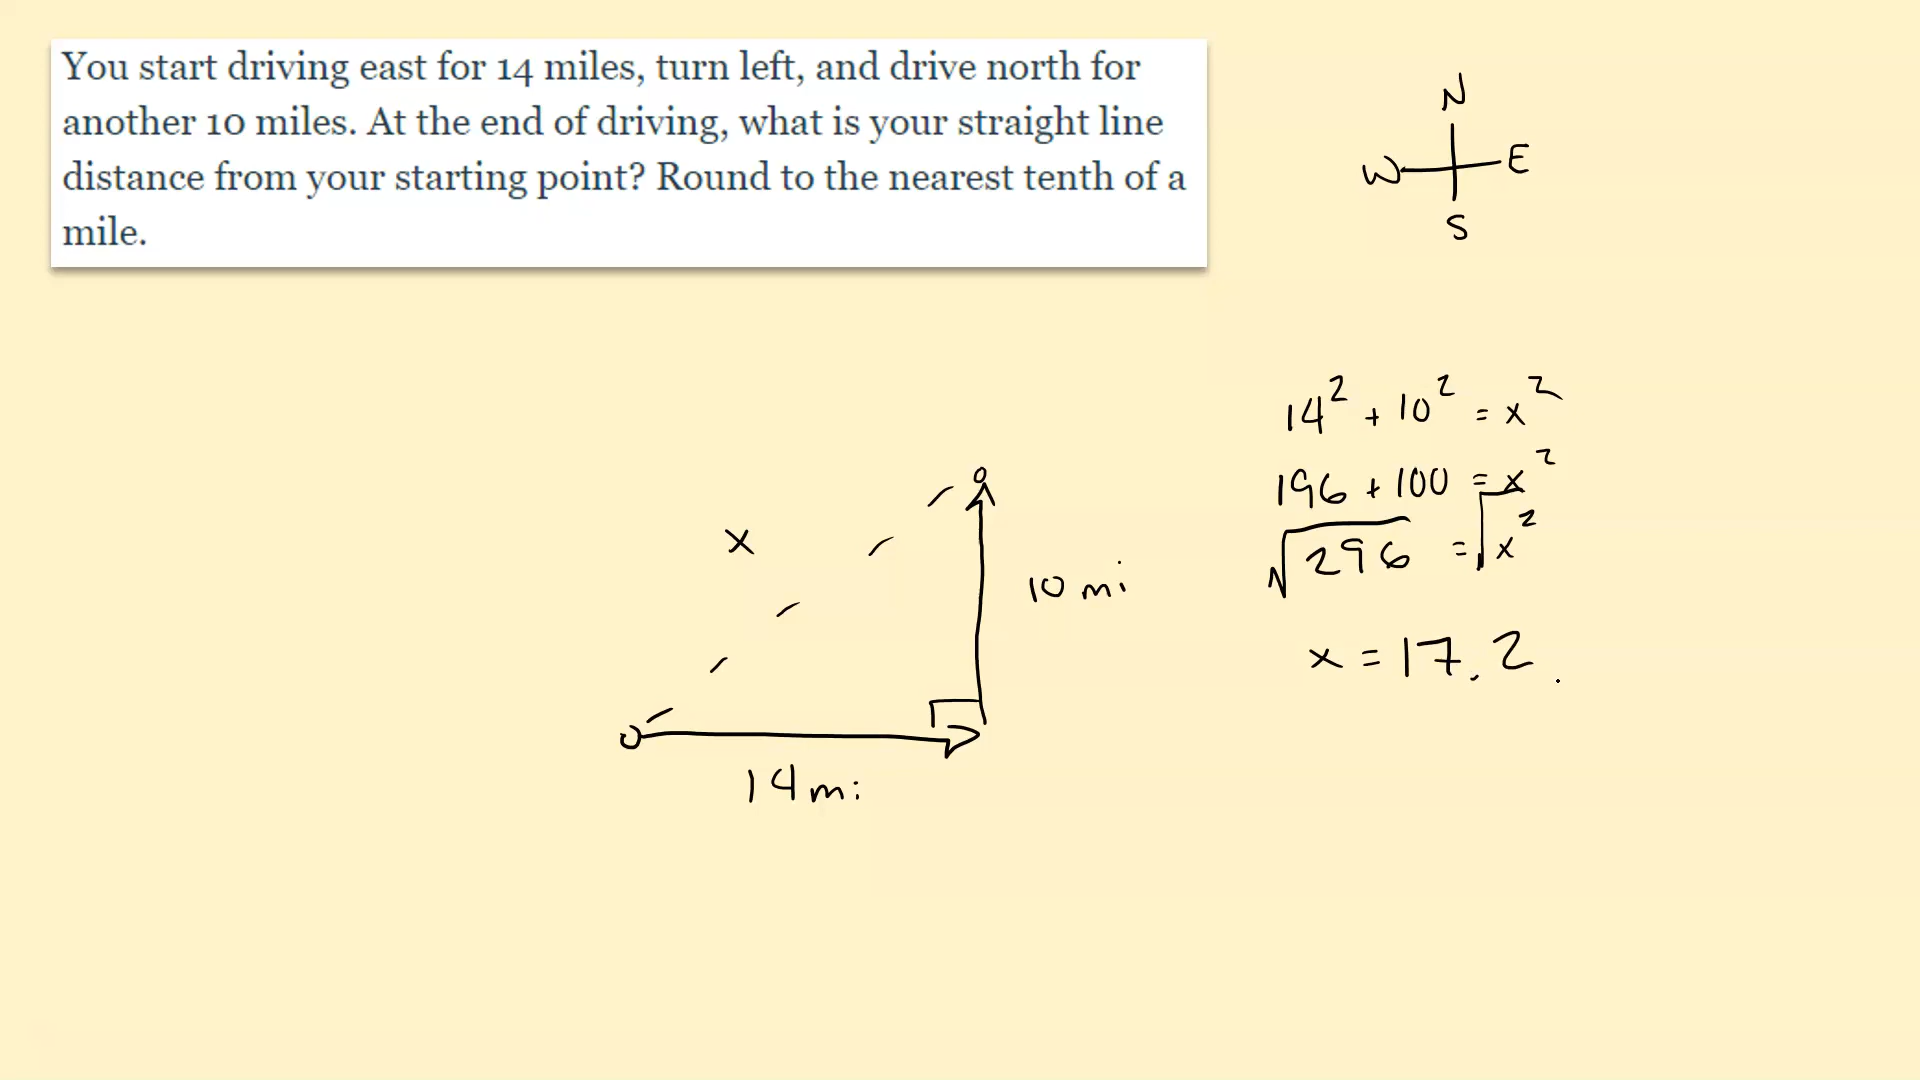 You start driving east for 14 miles, turn left, and drive north for
another 10 miles. At the end of driving, what is your straight line
distance from your starting point? Round to the nearest tenth of a
mile.
N
W E
S
14² + 10² = x²
196 + 100 = x²
√296 = √x²
x = 17.2
x
10 mi
14 mi